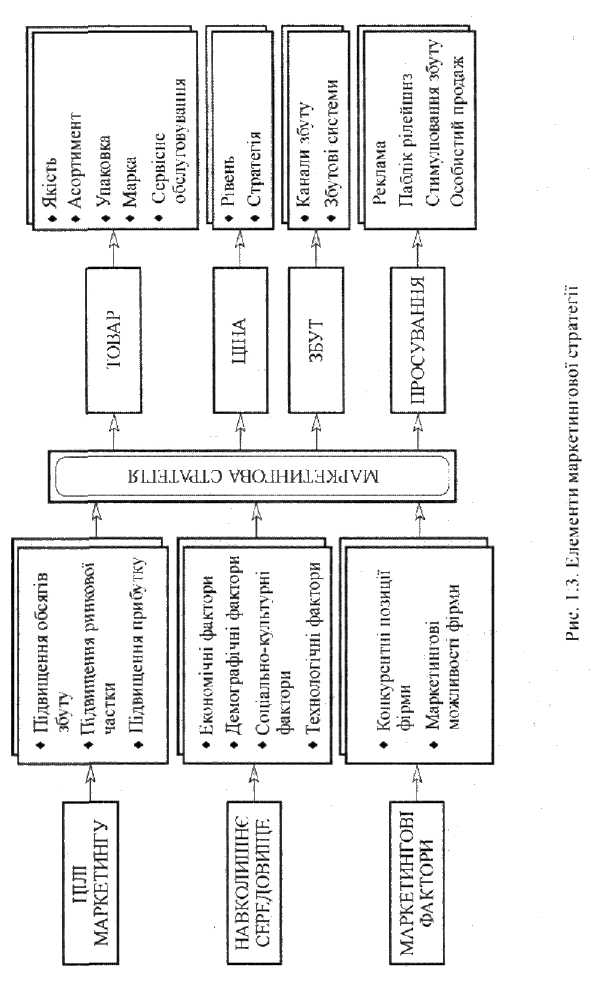 ЦІЛІ
МАРКЕТИНГУ
♦ Підвищення обсягів
збуту
♦ Підвищення ринкової
частки
♦ Підвищення прибутку
НАВКОЛИШНЄ
СЕРЕДОВИЩЕ
♦ Економічні фактори
♦ Демографічні фактори
♦ Соціально-культурні
фактори
♦ Технологічні фактори
МАРКЕТИНГОВІ
ФАКТОРИ
♦ Конкурентні позиції
фірми
♦ Маркетингові
можливості фірми
МАРКЕТИНГОВА СТРАТЕГІЯ
ТОВАР
♦ Якість
♦ Асортимент
♦ Упаковка
♦ Марка
♦ Сервісне
обслуговування
ЦІНА
♦ Рівень
♦ Стратегія
ЗБУТ
♦ Канали збуту
♦ Збутові системи
ПРОСУВАННЯ
Реклама
Паблік рілейшнз
Стимулювання збуту
Особистий продаж
Рис. 1.3. Елементи маркетингової стратегії